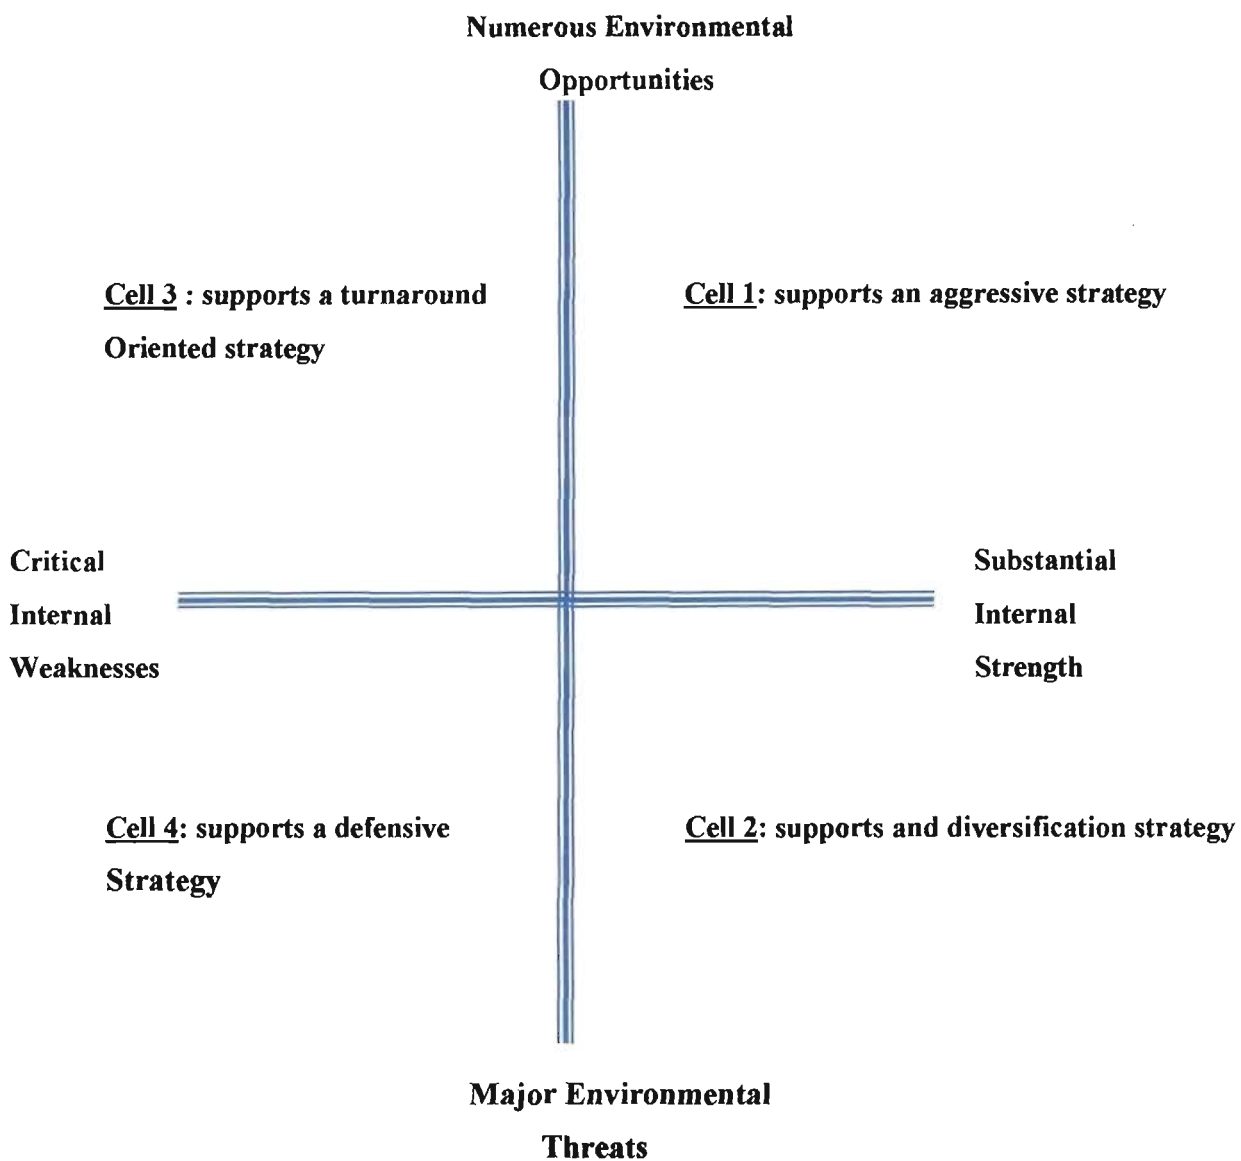 Numerous Environmental
Opportunities
Cell 3 : supports a turnaround
Oriented strategy
Cell 1: supports an aggressive strategy
Critical
Internal
Weaknesses
Substantial
Internal
Strength
Cell 4: supports a defensive
Strategy
Cell 2: supports and diversification strategy
Major Environmental
Threats